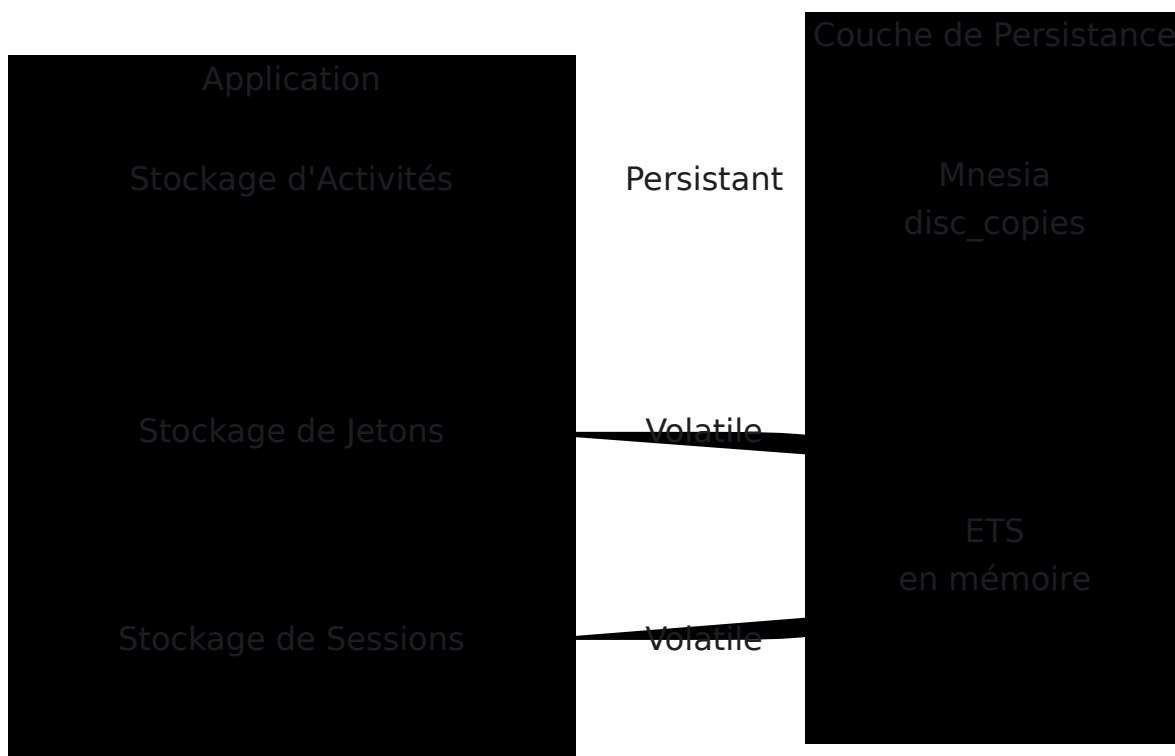 Couche de Persistance
Application
Stockage d'Activités
Persistant
Mnesia
disc_copies
Stockage de Jetons
Volatile
ETS
en mémoire
Stockage de Sessions
Volatile